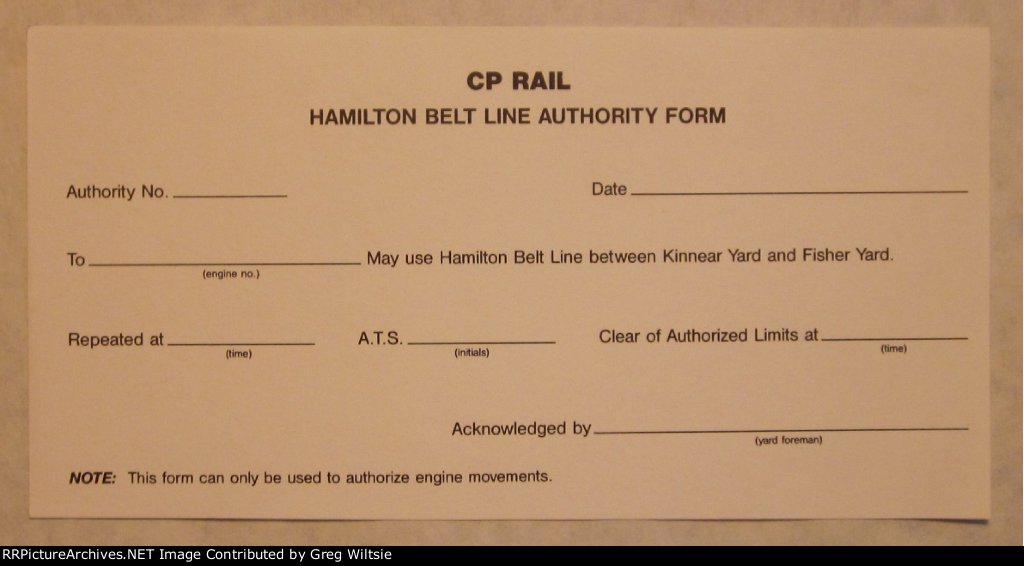 CP RAIL
HAMILTON BELT LINE AUTHORITY FORM
Authority No. Date
To May use Hamilton Belt Line between Kinnear Yard and Fisher Yard.
(engine no.)
Repeated at A.T.S. Clear of Authorized Limits at
(time) (initials) (time)
Acknowledged by
(yard foreman)
NOTE: This form can only be used to authorize engine movements.
RRPictureArchives.NET Image Contributed by Greg Wiltsie